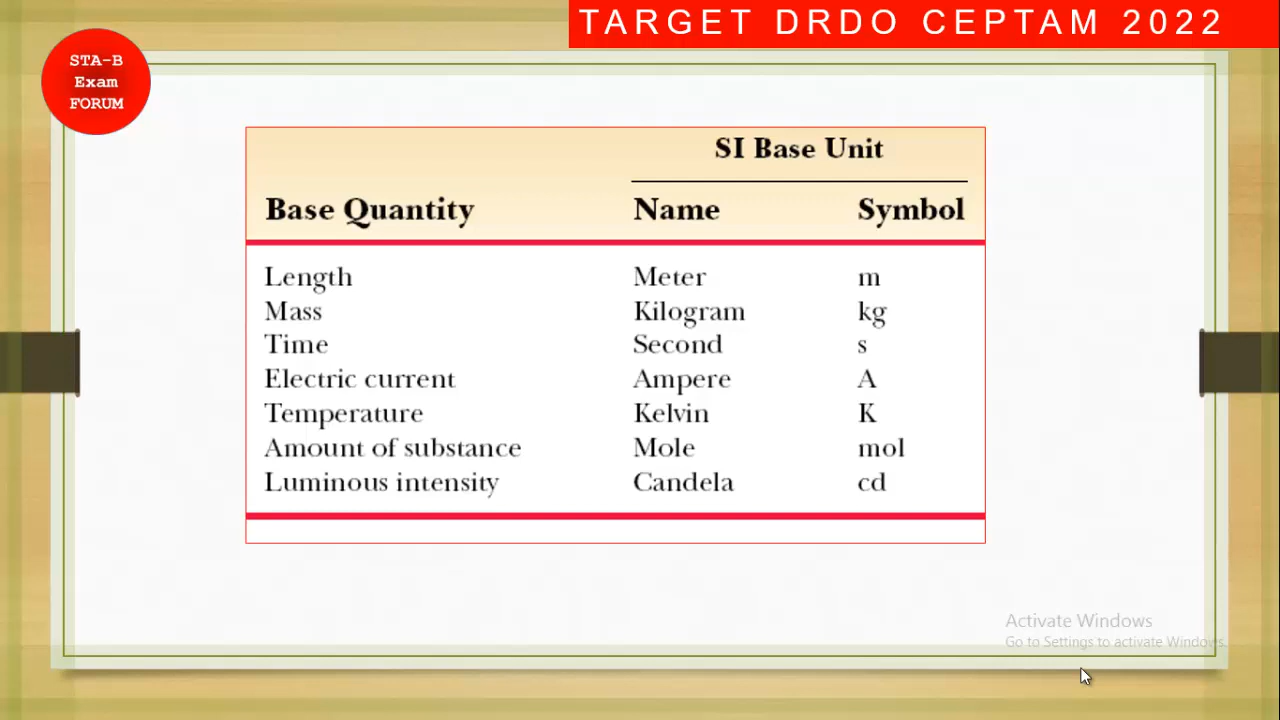 TARGET DRDO CEPTAM 2022
STA-B
Exam
FORUM
SI Base Unit
Base Quantity Name Symbol
Length Meter m
Mass Kilogram kg
Time Second s
Electric current Ampere A
Temperature Kelvin K
Amount of substance Mole mol
Luminous intensity Candela cd
Activate Windows
Go to Settings to activate Windows.